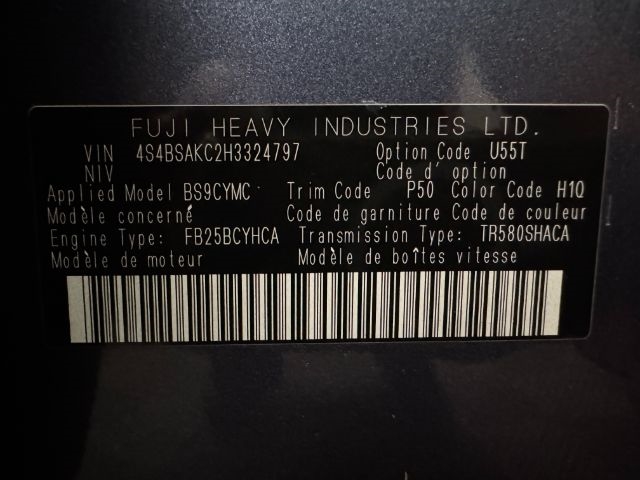 FUJI HEAVY INDUSTRIES LTD.
VIN 4S4BSAKC2H3324797 Option Code U55T
NIV Code d' option
Applied Model BS9CYMC Trim Code P50 Color Code H1Q
Modèle concerné Code de garniture Code de couleur
Engine Type: FB25BCYHCA Transmission Type: TR580SHACA
Modèle de moteur Modèle de boîtes vitesse